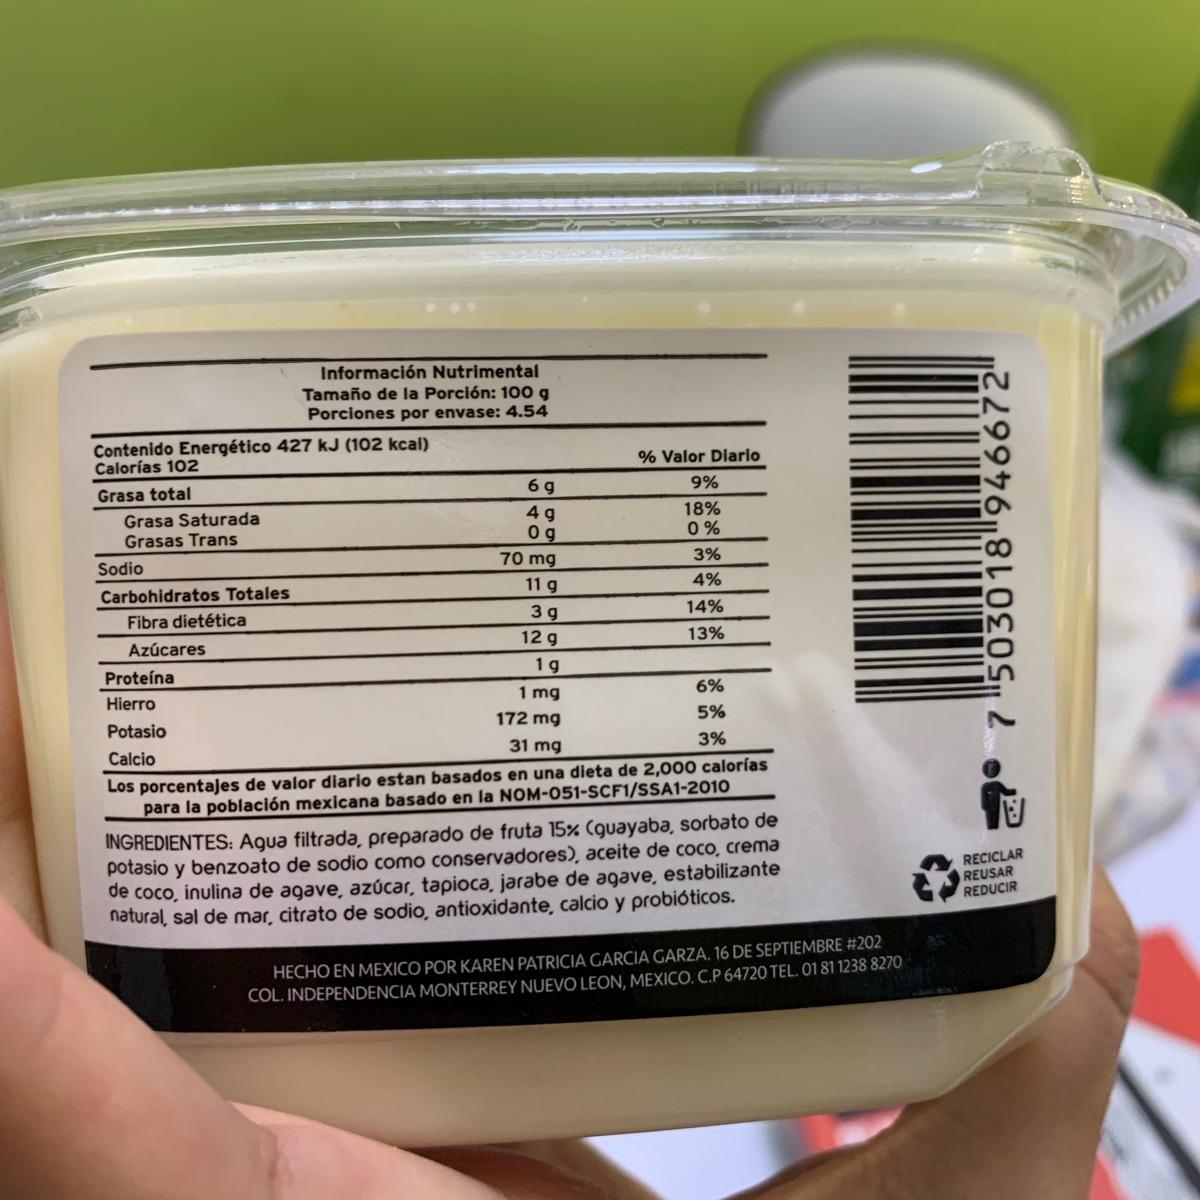 Información Nutrimental
Tamaño de la Porción: 100 g
Porciones por envase: 4.54
Contenido Energético 427 kJ (102 kcal)
Calorías 102
% Valor Diario
Grasa total 6 g 9%
Grasa Saturada 4 g 18%
Grasas Trans 0 g 0 %
Sodio 70 mg 3%
Carbohidratos Totales 11 g 4%
Fibra dietética 3 g 14%
Azúcares 12 g 13%
Proteína 1 g
Hierro 1 mg 6%
Potasio 172 mg 5%
Calcio 31 mg 3%
Los porcentajes de valor diario estan basados en una dieta de 2,000 calorías
para la población mexicana basado en la NOM-051-SCF1/SSA1-2010
INGREDIENTES: Agua filtrada, preparado de fruta 15% (guayaba, sorbato de
potasio y benzoato de sodio como conservadores), aceite de coco, crema
de coco, inulina de agave, azúcar, tapioca, jarabe de agave, estabilizante
natural, sal de mar, citrato de sodio, antioxidante, calcio y probióticos.
HECHO EN MEXICO POR KAREN PATRICIA GARCIA GARZA. 16 DE SEPTIEMBRE #202
COL. INDEPENDENCIA MONTERREY NUEVO LEON, MEXICO. C.P 64720 TEL. 01 81 1238 8270
7 503018 946672
RECICLAR
REUSAR
REDUCIR